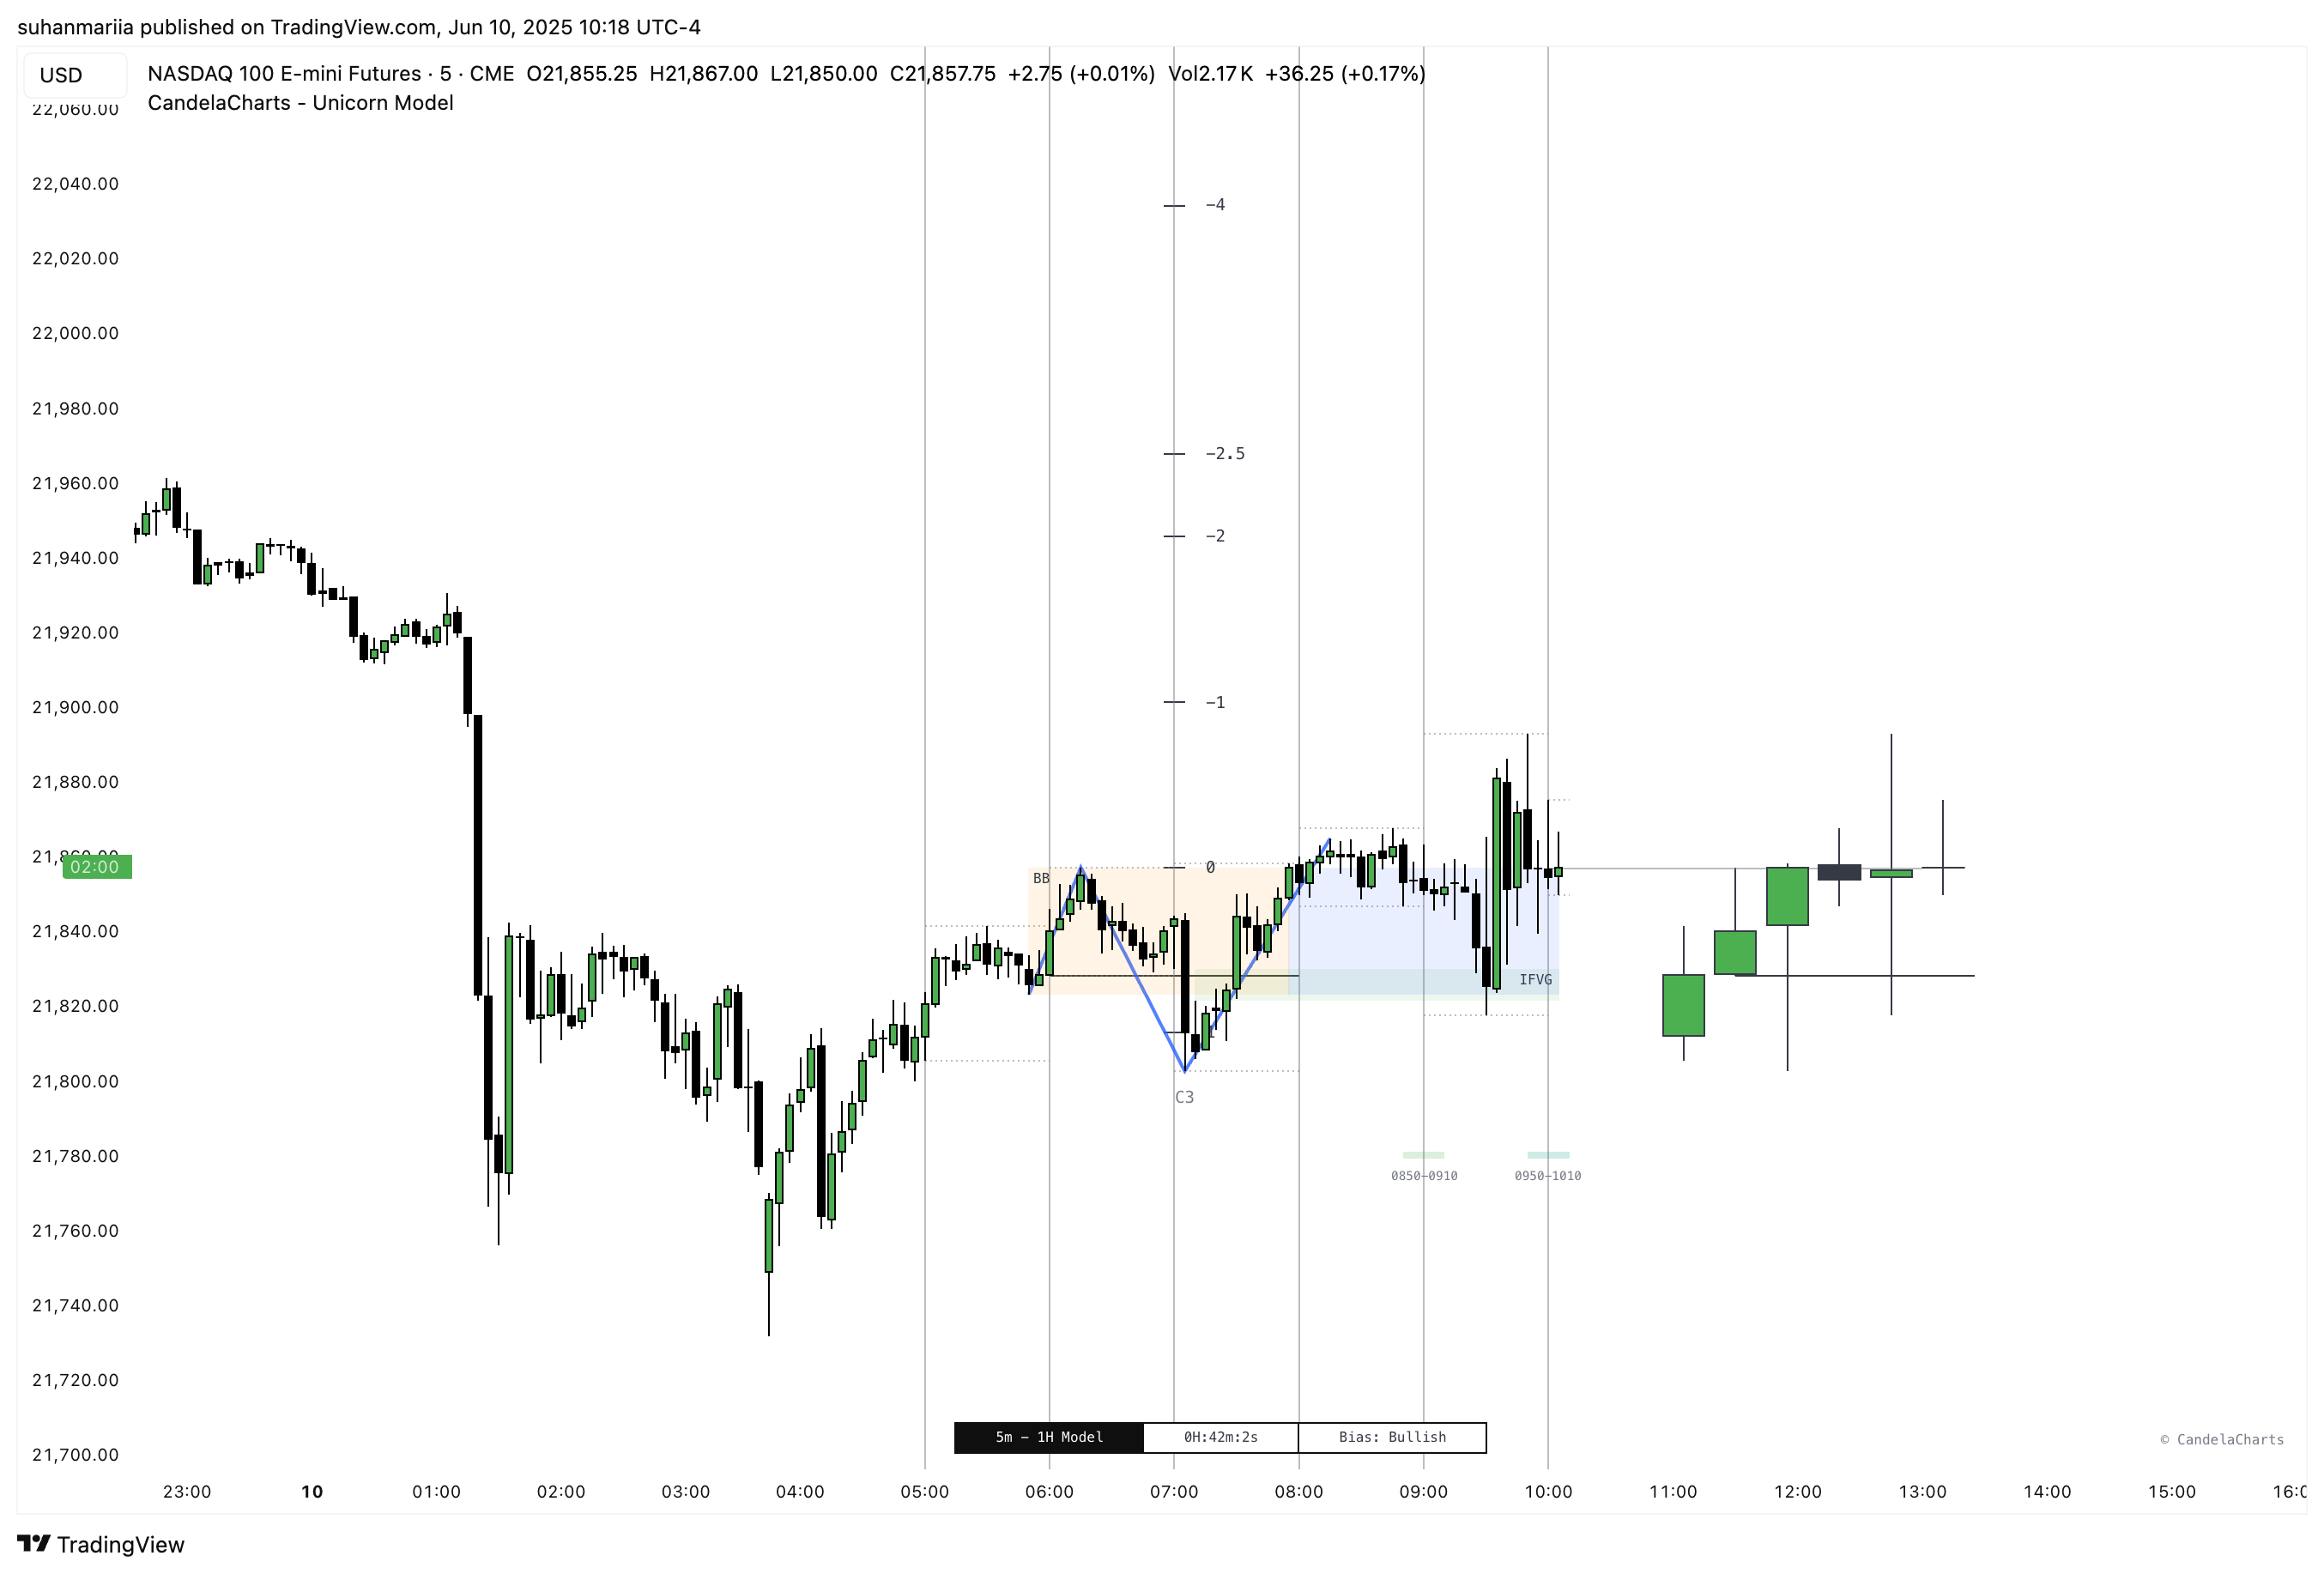 suhanmariia published on TradingView.com, Jun 10, 2025 10:18 UTC-4
USD
NASDAQ 100 E-mini Futures · 5 · CME O21,855.25 H21,867.00 L21,850.00 C21,857.75 +2.75 (+0.01%) Vol2.17K +36.25 (+0.17%)
CandelaCharts - Unicorn Model
22,060.00
22,040.00
-4
22,020.00
22,000.00
21,980.00
-2.5
21,960.00
-2
21,940.00
21,920.00
21,900.00
-1
21,880.00
02:00
0
BB
21,840.00
IFVG
21,820.00
1
21,800.00
C3
21,780.00
0850-0910
0950-1010
21,760.00
21,740.00
21,720.00
5m - 1H Model
0H:42m:2s
Bias: Bullish
© CandelaCharts
21,700.00
23:00 10 01:00 02:00 03:00 04:00 05:00 06:00 07:00 08:00 09:00 10:00 11:00 12:00 13:00 14:00 15:00
TradingView